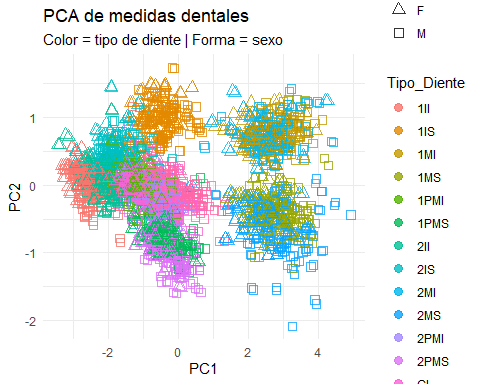 PCA de medidas dentales
Color = tipo de diente | Forma = sexo
F
M
Tipo_Diente
1II
1IS
1MI
1MS
1PMI
1PMS
2II
2IS
2MI
2MS
2PMI
2PMS
PC2
1
0
-1
-2
-2
0
2
4
PC1